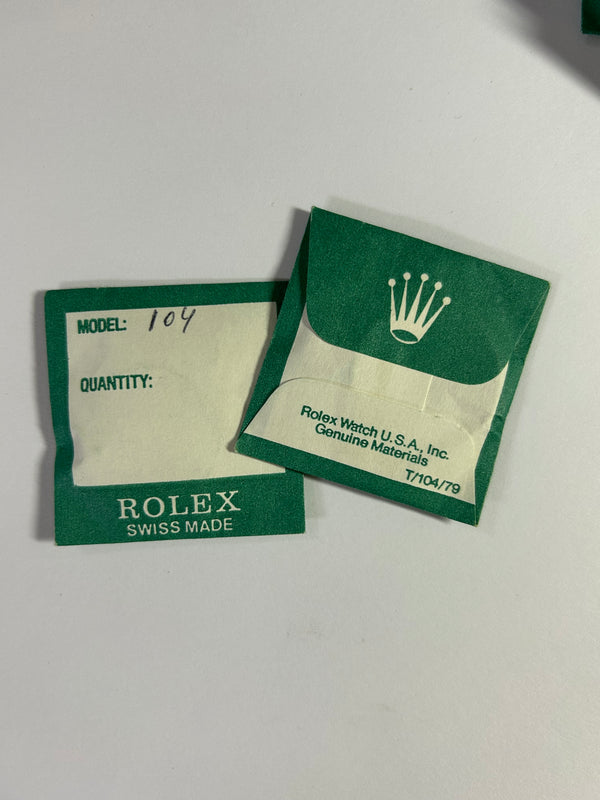 MODEL: 104
QUANTITY:
ROLEX
SWISS MADE
Rolex Watch U.S.A., Inc.
Genuine Materials
T/104/79